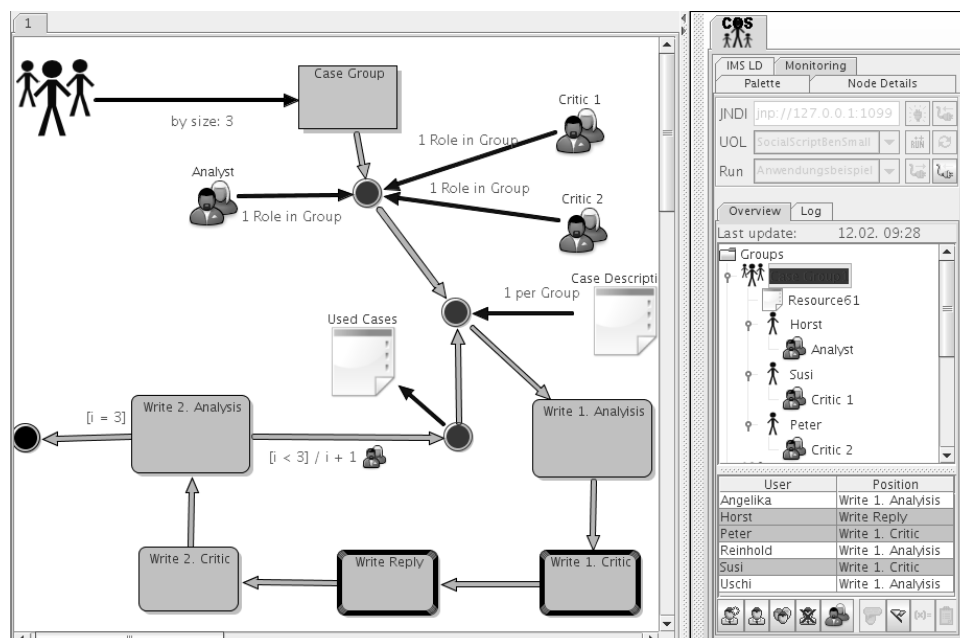 1
Case Group
by size: 3
Critic 1
1 Role in Group
Analyst
1 Role in Group
1 Role in Group
Critic 2
Case Descripti
1 per Group
Used Cases
[i = 3]
Write 2. Analysis
[i < 3] / i + 1
Write 1. Analyisis
Write 2. Critic
Write Reply
Write 1. Critic
COS
IMS LD
Monitoring
Palette
Node Details
JNDI
jnp://127.0.0.1:1099
UOL
SocialScriptBenSmall
RUN
Run
Anwendungsbeispiel
Overview
Log
Last update: 12.02. 09:28
Groups
Resource61
Horst
Analyst
Susi
Critic 1
Peter
Critic 2
User Position
Angelika Write 1. Analyisis
Horst Write Reply
Peter Write 1. Critic
Reinhold Write 1. Analyisis
Susi Write 1. Critic
Uschi Write 1. Analyisis